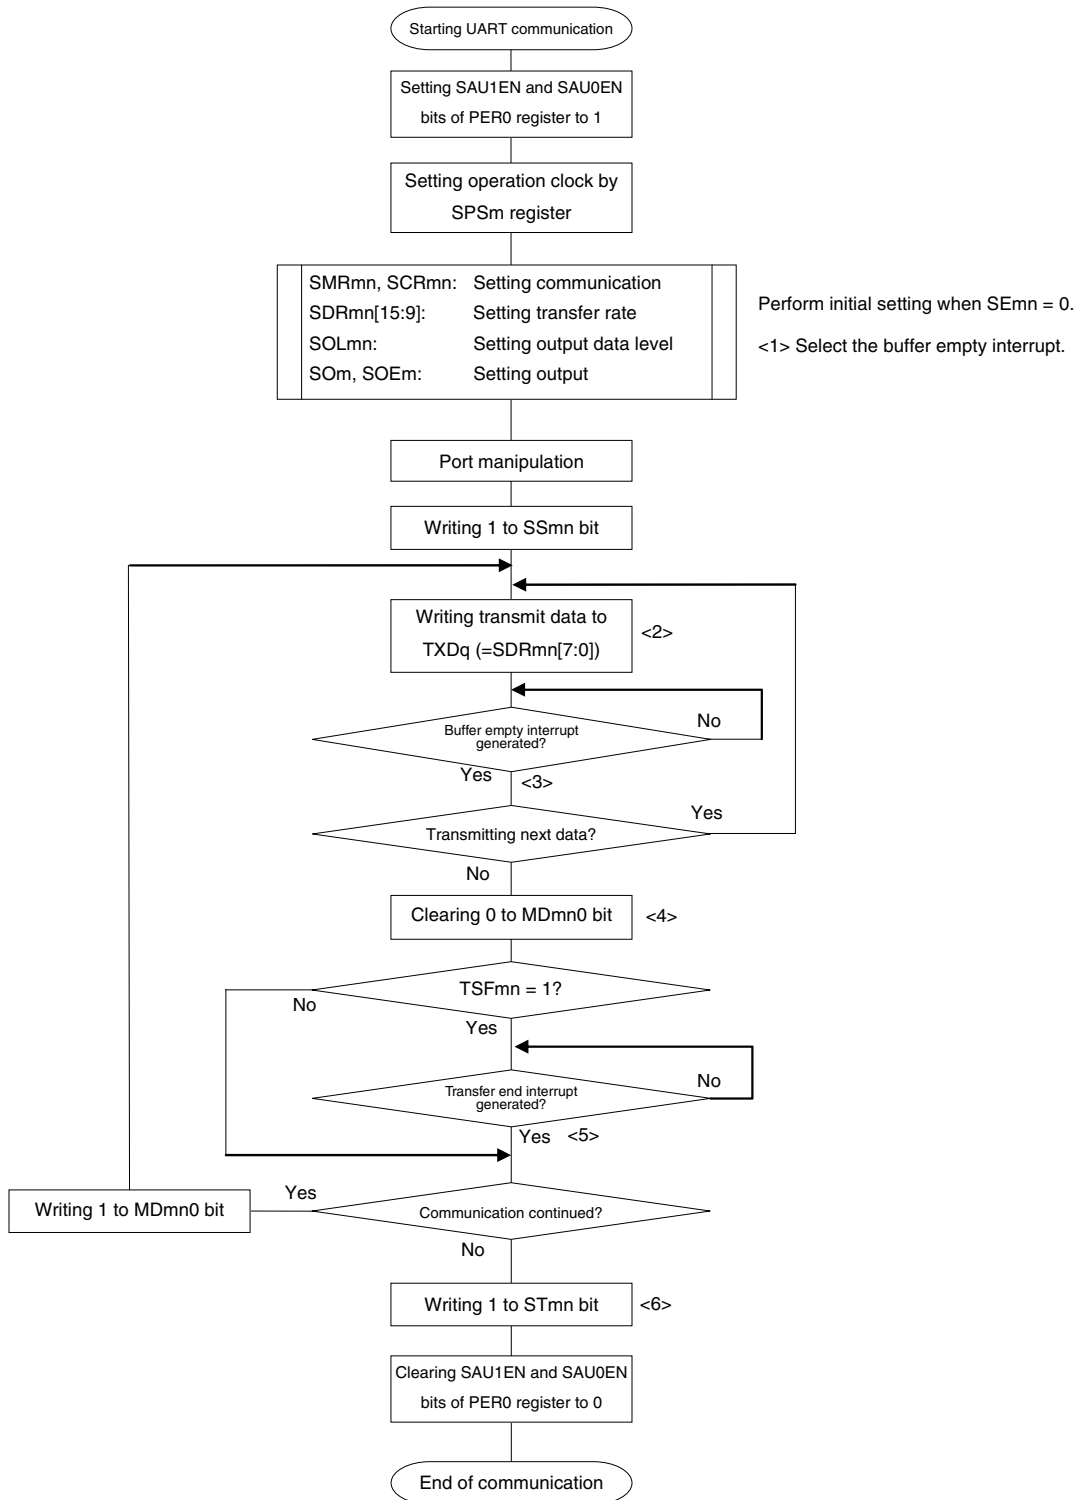 Starting UART communication
Setting SAU1EN and SAU0EN
bits of PER0 register to 1
Setting operation clock by
SPSm register
SMRmn, SCRmn: Setting communication
SDRmn[15:9]: Setting transfer rate
SOLmn: Setting output data level
SOm, SOEm: Setting output
Perform initial setting when SEmn = 0.
<1> Select the buffer empty interrupt.
Port manipulation
Writing 1 to SSmn bit
Writing transmit data to
TXDq (=SDRmn[7:0])
<2>
Buffer empty interrupt
generated?
No
Yes
<3>
Transmitting next data?
Yes
No
Clearing 0 to MDmn0 bit
<4>
TSFmn = 1?
No
Yes
Transfer end interrupt
generated?
No
Yes
<5>
Communication continued?
Yes
Writing 1 to MDmn0 bit
No
Writing 1 to STmn bit
<6>
Clearing SAU1EN and SAU0EN
bits of PER0 register to 0
End of communication